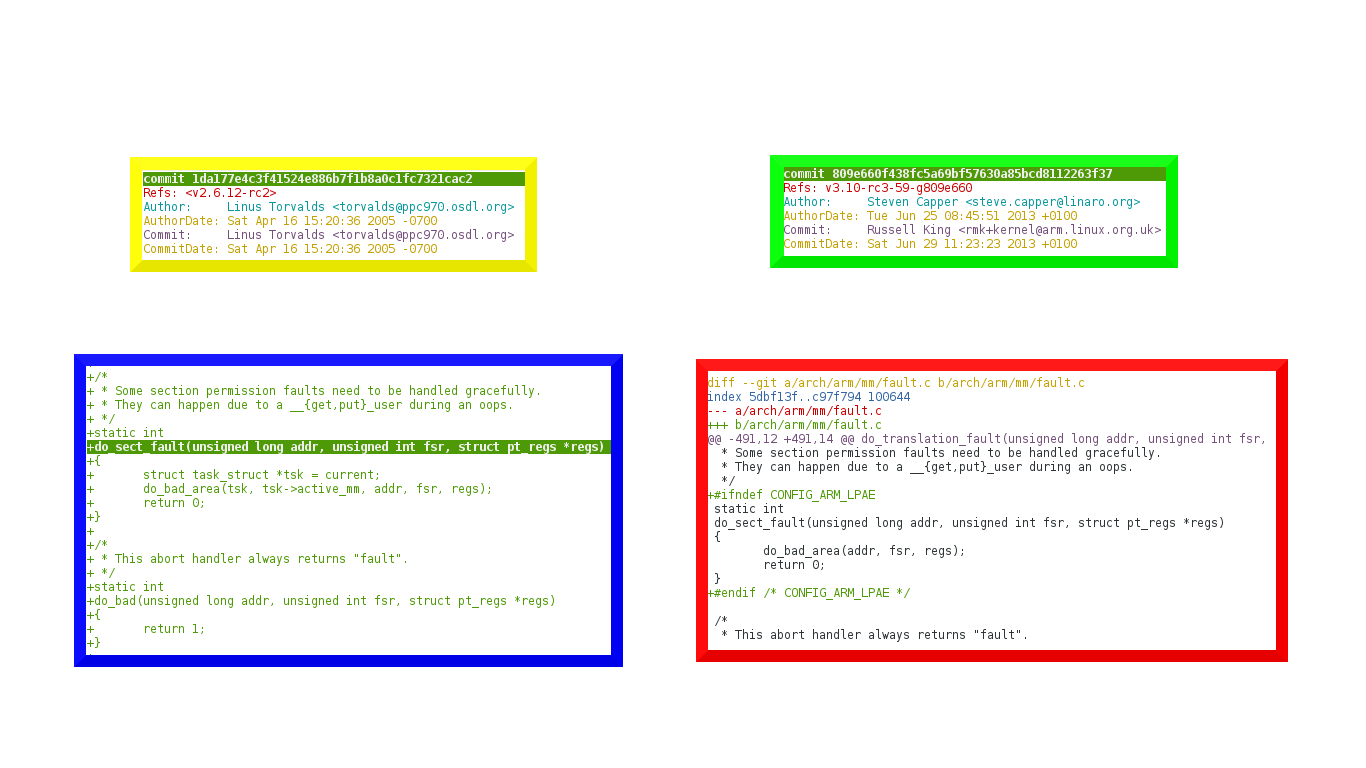 commit 1da177e4c3f41524e886b7f1b8a0c1fc7321cac2
Refs: <v2.6.12-rc2>
Author:     Linus Torvalds <torvalds@ppc970.osdl.org>
AuthorDate: Sat Apr 16 15:20:36 2005 -0700
Commit:     Linus Torvalds <torvalds@ppc970.osdl.org>
CommitDate: Sat Apr 16 15:20:36 2005 -0700
commit 809e660f438fc5a69bf57630a85bcd8112263f37
Refs: v3.10-rc3-59-g809e660
Author:     Steven Capper <steve.capper@linaro.org>
AuthorDate: Tue Jun 25 08:45:51 2013 +0100
Commit:     Russell King <rmk+kernel@arm.linux.org.uk>
CommitDate: Sat Jun 29 11:23:23 2013 +0100
+/*
+ * Some section permission faults need to be handled gracefully.
+ * They can happen due to a __{get,put}_user during an oops.
+ */
+static int
+do_sect_fault(unsigned long addr, unsigned int fsr, struct pt_regs *regs)
+{
+       struct task_struct *tsk = current;
+       do_bad_area(tsk, tsk->active_mm, addr, fsr, regs);
+       return 0;
+}
+
+/*
+ * This abort handler always returns "fault".
+ */
+static int
+do_bad(unsigned long addr, unsigned int fsr, struct pt_regs *regs)
+{
+       return 1;
+}
diff --git a/arch/arm/mm/fault.c b/arch/arm/mm/fault.c
index 5dbf13f..c97f794 100644
--- a/arch/arm/mm/fault.c
+++ b/arch/arm/mm/fault.c
@@ -491,12 +491,14 @@ do_translation_fault(unsigned long addr, unsigned int fsr,
  * Some section permission faults need to be handled gracefully.
  * They can happen due to a __{get,put}_user during an oops.
  */
+#ifndef CONFIG_ARM_LPAE
 static int
 do_sect_fault(unsigned long addr, unsigned int fsr, struct pt_regs *regs)
 {
        do_bad_area(addr, fsr, regs);
        return 0;
 }
+#endif /* CONFIG_ARM_LPAE */
 /*
  * This abort handler always returns "fault".